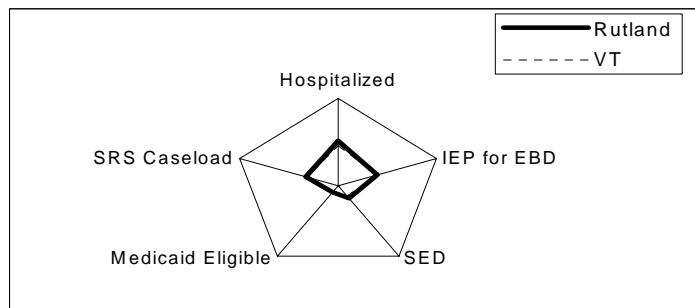 Rutland
VT
Hospitalized
SRS Caseload
IEP for EBD
Medicaid Eligible
SED